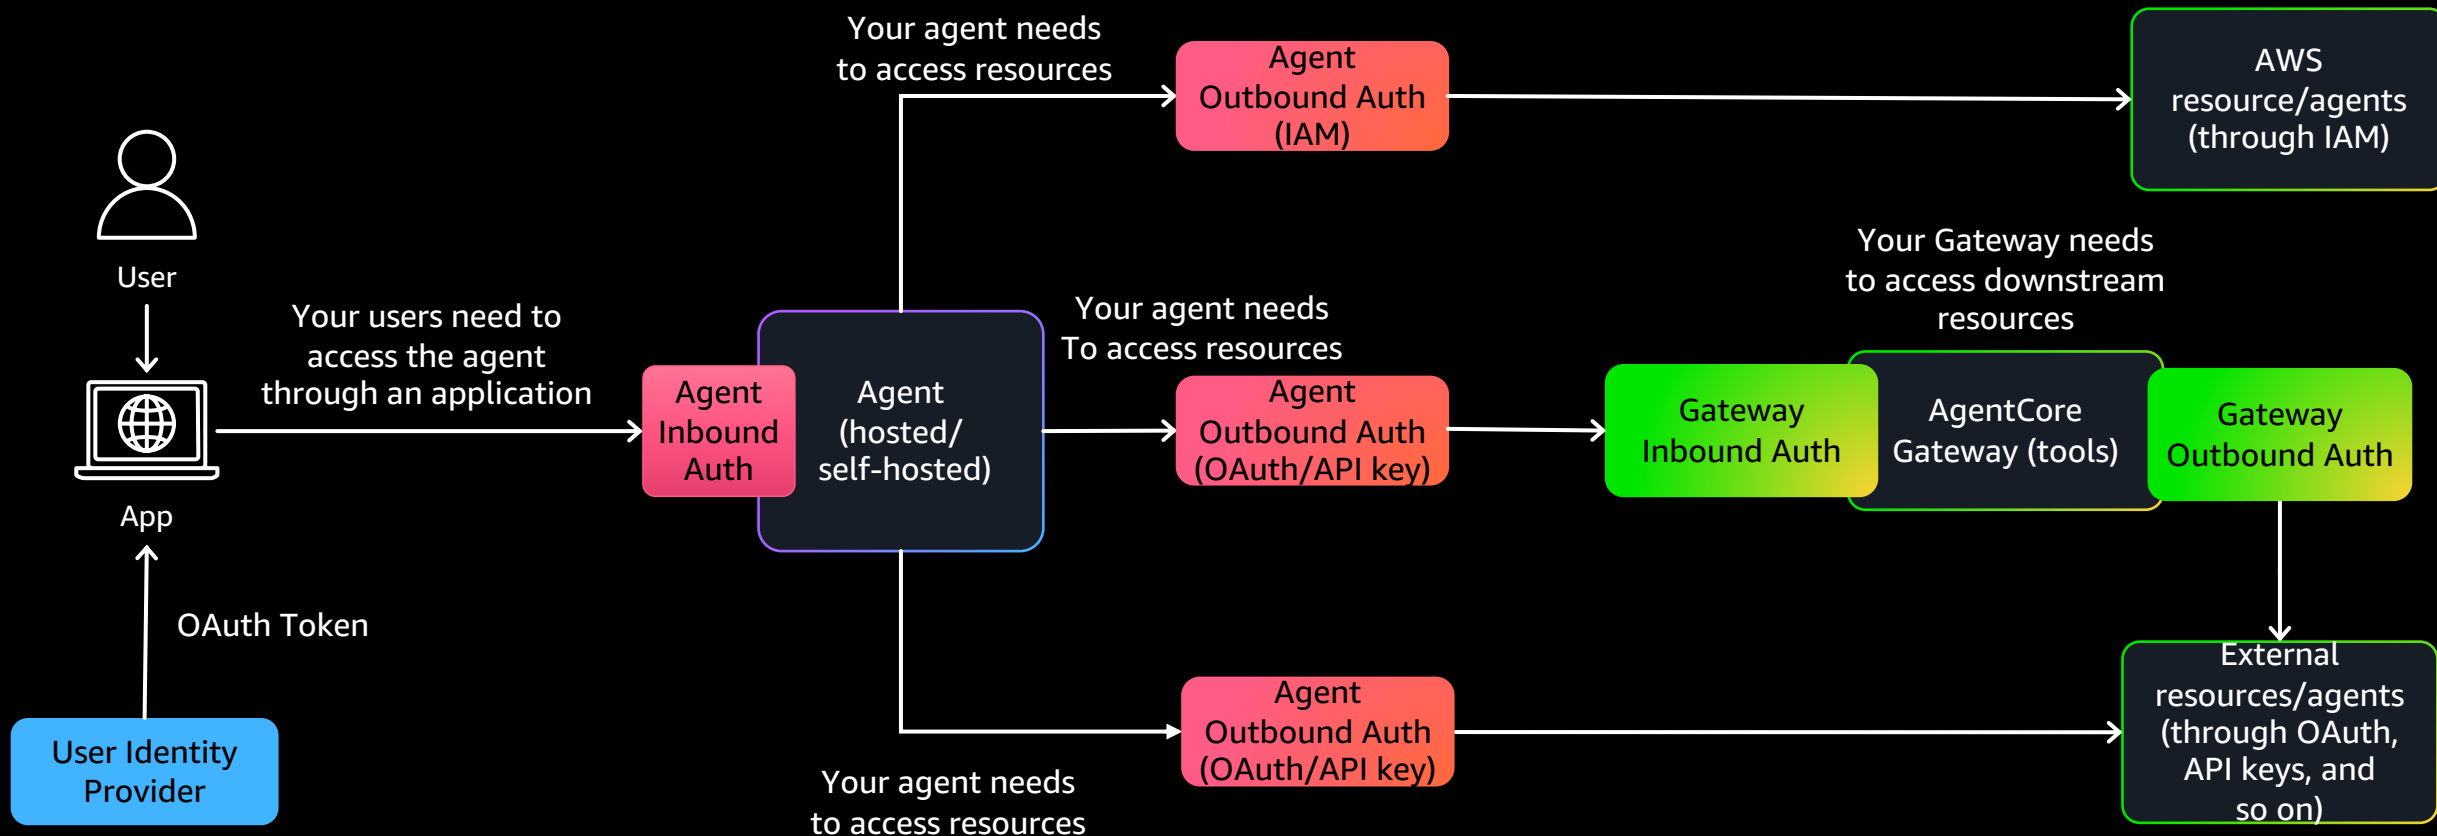 Your agent needs
to access resources
Agent
Outbound Auth
(IAM)
AWS
resource/agents
(through IAM)
User
Your users need to
access the agent
through an application
App
OAuth Token
User Identity
Provider
Agent
Inbound
Auth
Agent
(hosted/
self-hosted)
Your agent needs
To access resources
Agent
Outbound Auth
(OAuth/API key)
Your Gateway needs
to access downstream
resources
Gateway
Inbound Auth
AgentCore
Gateway (tools)
Gateway
Outbound Auth
Your agent needs
to access resources
Agent
Outbound Auth
(OAuth/API key)
External
resources/agents
(through OAuth,
API keys, and
so on)